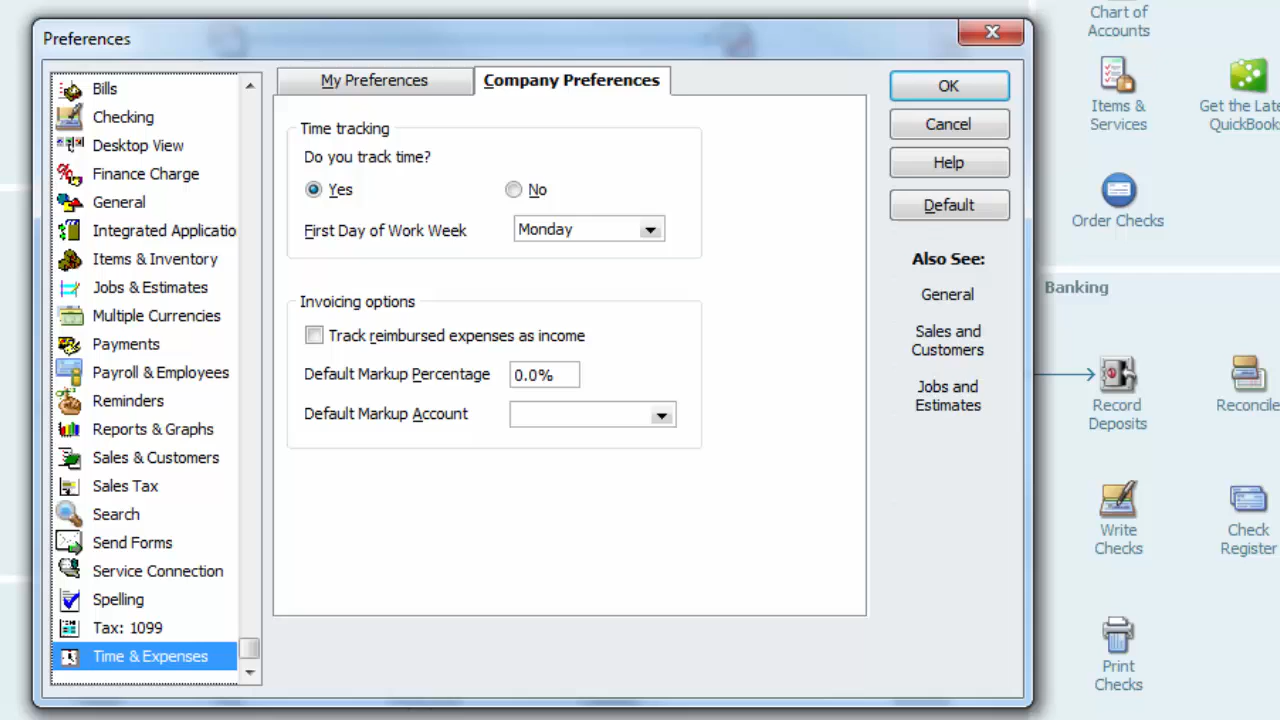 Preferences
Bills
Checking
Desktop View
Finance Charge
General
Integrated Applicatio
Items & Inventory
Jobs & Estimates
Multiple Currencies
Payments
Payroll & Employees
Reminders
Reports & Graphs
Sales & Customers
Sales Tax
Search
Send Forms
Service Connection
Spelling
Tax: 1099
Time & Expenses
My Preferences
Company Preferences
Time tracking
Do you track time?
Yes No
First Day of Work Week Monday
Invoicing options
Track reimbursed expenses as income
Default Markup Percentage 0.0%
Default Markup Account
OK
Cancel
Help
Default
Also See:
General
Sales and
Customers
Jobs and
Estimates
Chart of
Accounts
Items &
Services
Get the Late
QuickBook
Order Checks
Banking
Record
Deposits
Reconcile
Write
Checks
Check
Register
Print
Checks